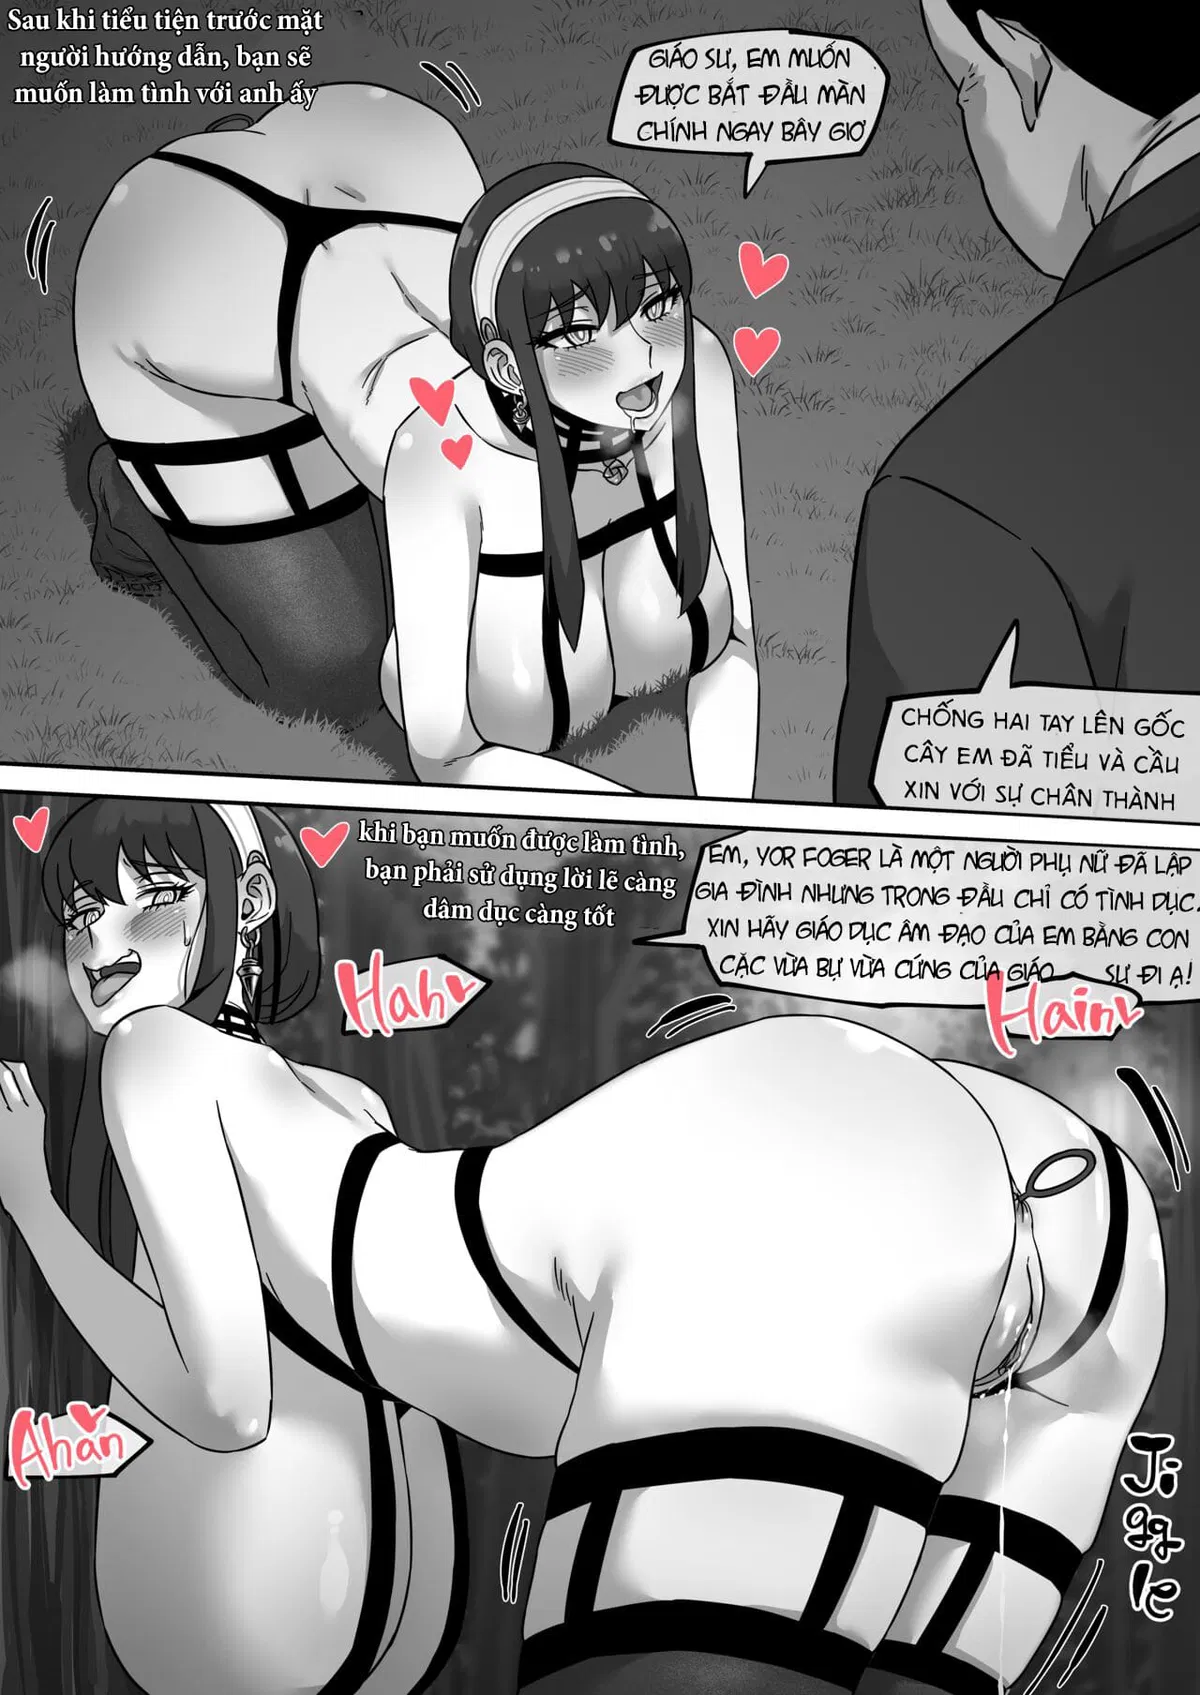 Sau khi tiểu tiện trước mặt
người hướng dẫn, bạn sẽ
muốn làm tình với anh ấy
GIÁO SƯ, EM MUỐN
ĐƯỢC BẮT ĐẦU MÀN
CHÍNH NGAY BÂY GIƠ
CHỐNG HAI TAY LÊN GỐC
CÂY EM ĐÃ TIỂU VÀ CẦU
XIN VỚI SỰ CHÂN THÀNH
khi bạn muốn được làm tình,
bạn phải sử dụng lời lẽ càng
dâm dục càng tốt
EM, YOR FOGER LÀ MỘT NGƯỜI PHỤ NỮ ĐÃ LẬP
GIA ĐÌNH NHƯNG TRONG ĐẦU CHỈ CÓ TÌNH DỤC.
XIN HÃY GIÁO DỤC ÂM ĐẠO CỦA EM BẰNG CON
CẶC VỪA BỰ VỪA CỨNG CỦA GIÁO SƯ ĐI Ạ!
Hah
Hain
Ahan
Jiggle